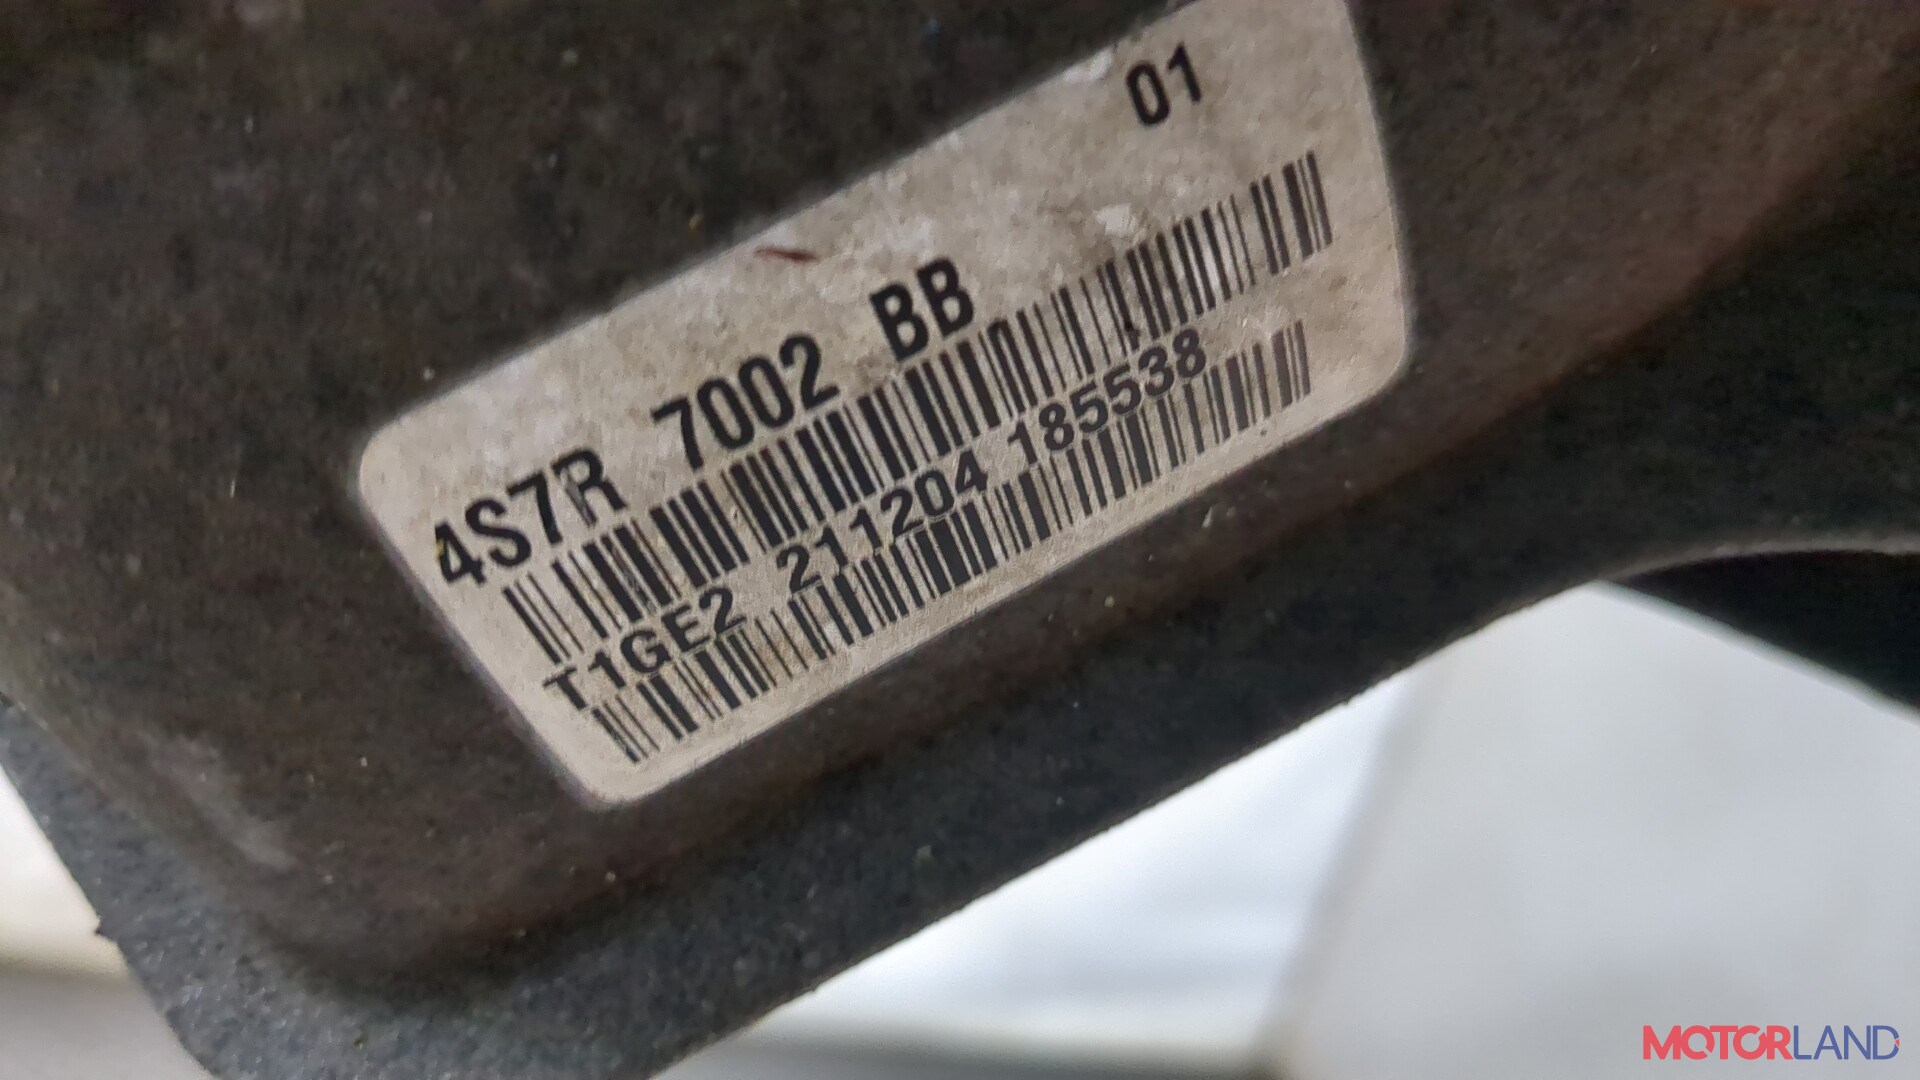 01
4S7R 7002 BB
T1GE2 211204 185538
MOTORLAND